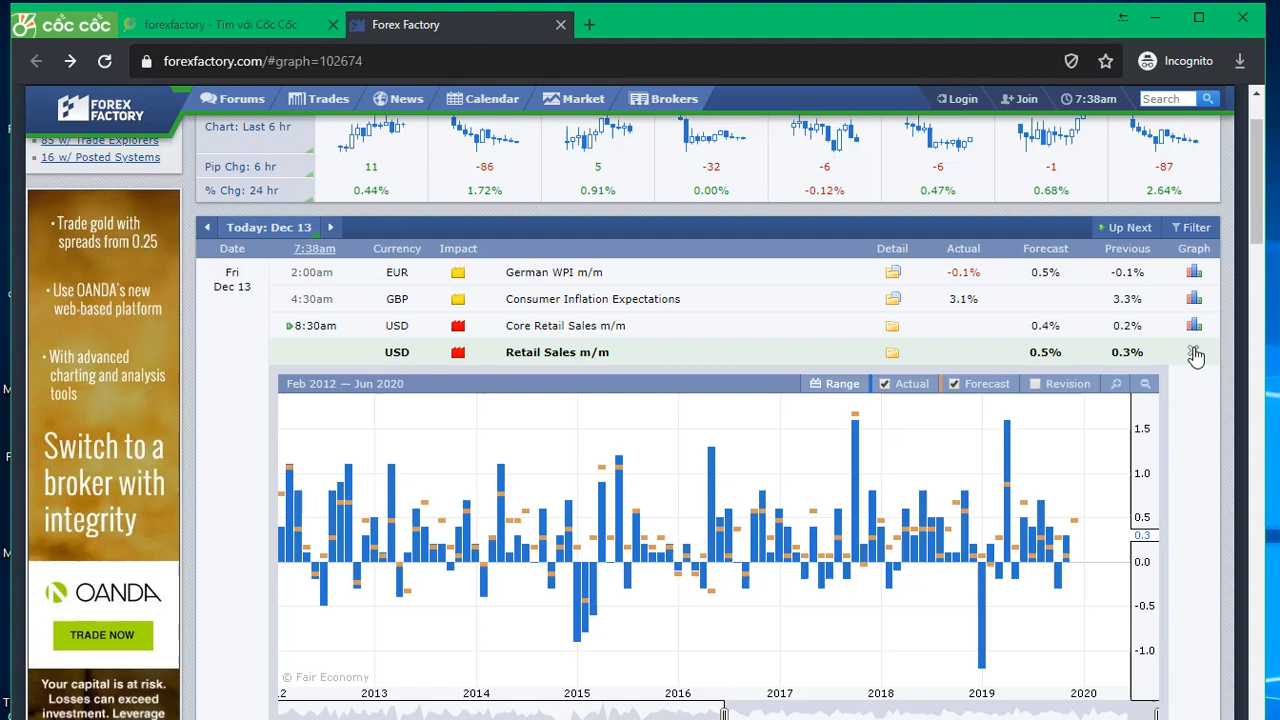 cốc cốc
forexfactory - Tìm với Cốc Cốc
Forex Factory
forexfactory.com/#graph=102674
Incognito
FOREX
FACTORY
Forums
Trades
News
Calendar
Market
Brokers
Login
Join
7:38am
Search
85 w/ Trade Explorers
16 w/ Posted Systems
Chart: Last 6 hr
Pip Chg: 6 hr 11 -86 5 -32 -6 -6 -1 -87
% Chg: 24 hr 0.44% 1.72% 0.91% 0.00% -0.12% 0.47% 0.68% 2.64%
· Trade gold with
spreads from 0.25
· Use OANDA's new
web-based platform
· With advanced
charting and analysis
tools
Switch to a
broker with
integrity
OANDA
TRADE NOW
Your capital is at risk.
Losses can exceed
investment. Leverage
Today: Dec 13 Up Next Filter
Date 7:38am Currency Impact Detail Actual Forecast Previous Graph
Fri
Dec 13
2:00am EUR German WPI m/m -0.1% 0.5% -0.1%
4:30am GBP Consumer Inflation Expectations 3.1% 3.3%
8:30am USD Core Retail Sales m/m 0.4% 0.2%
USD Retail Sales m/m 0.5% 0.3%
Feb 2012 — Jun 2020 Range Actual Forecast Revision
1.5
1.0
0.5
0.3
0.0
-0.5
-1.0
© Fair Economy
2013 2014 2015 2016 2017 2018 2019 2020